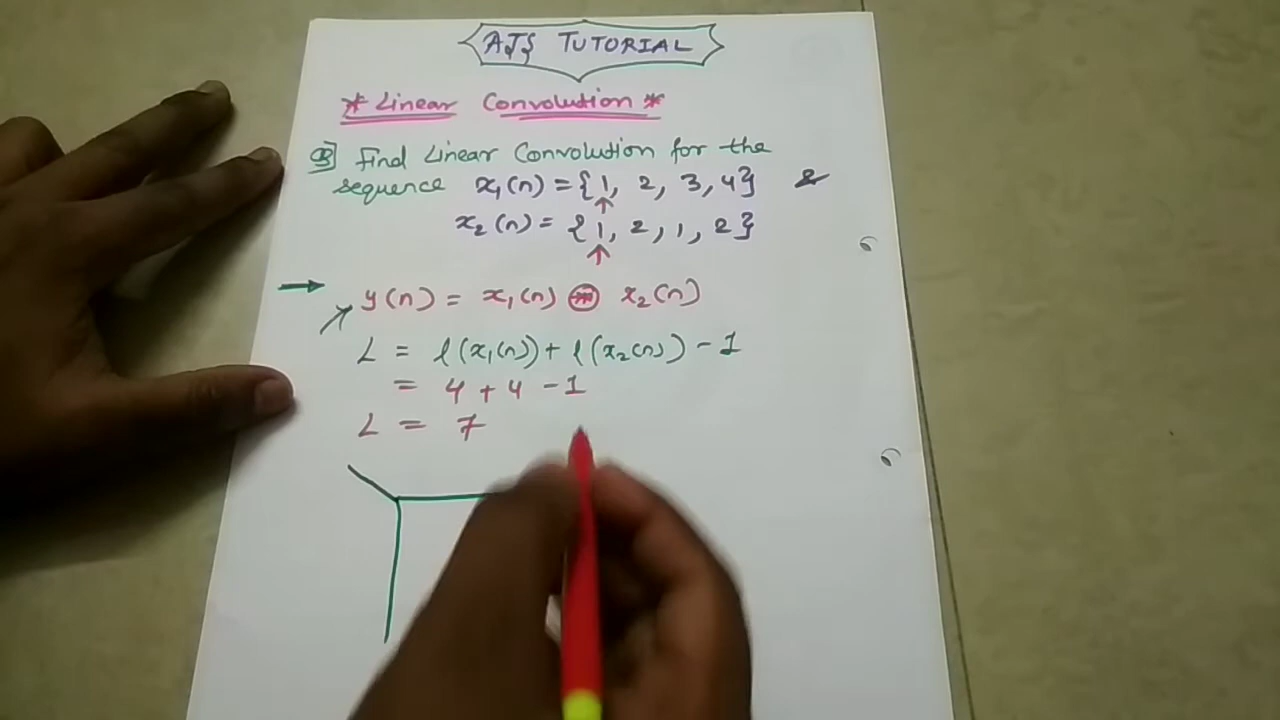 AJS TUTORIAL
* Linear Convolution *
Q] Find Linear Convolution for the
sequence x₁(n) = {1, 2, 3, 4} &
↑
x₂(n) = {1, 2, 1, 2}
↑
→ y(n) = x₁(n) ⊛ x₂(n)
L = l(x₁(n)) + l(x₂(n)) - 1
= 4 + 4 - 1
L = 7